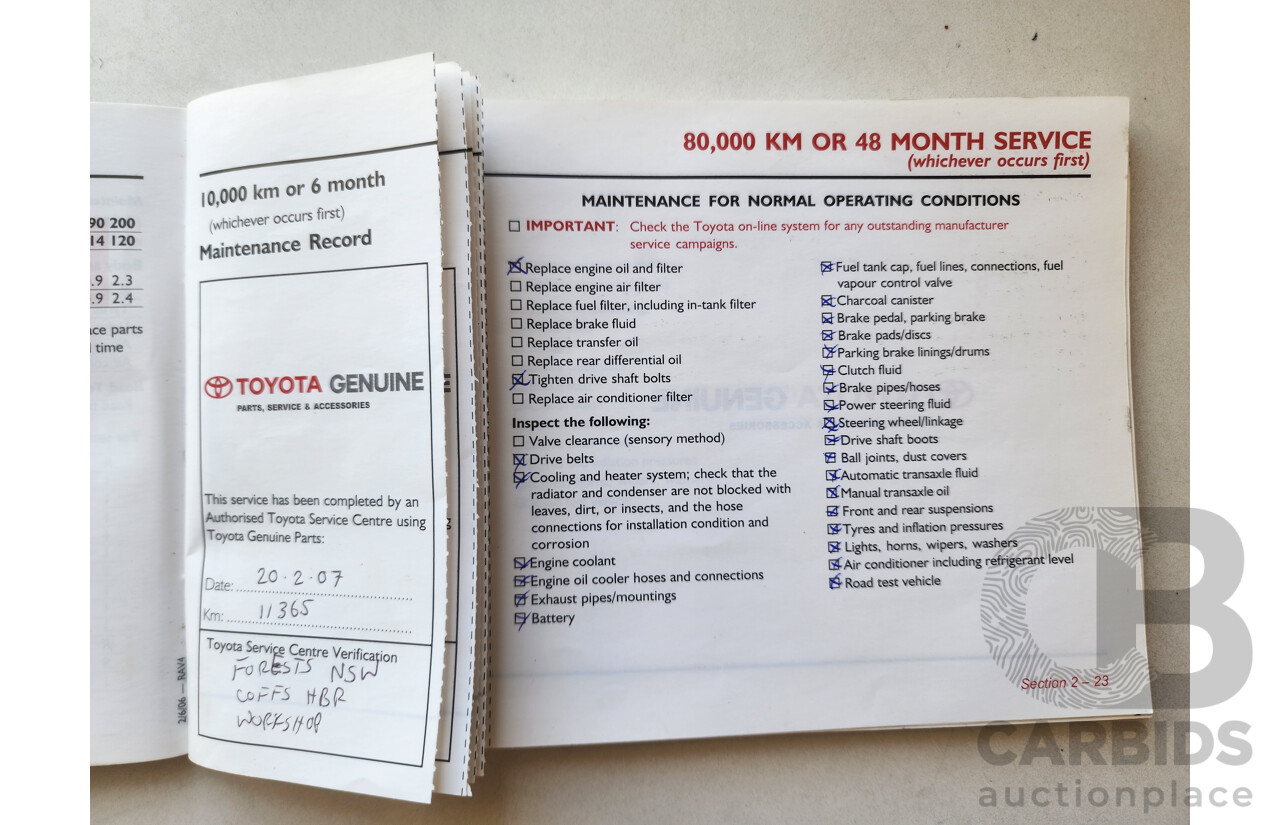 90 200
14 120
.9 2.3
.9 2.4
ce parts
time
2/6/06 — RAV4
10,000 km or 6 month
(whichever occurs first)
Maintenance Record
TOYOTA GENUINE
PARTS, SERVICE & ACCESSORIES
This service has been completed by an
Authorised Toyota Service Centre using
Toyota Genuine Parts:
Date: 20.2.07
Km: 11365
Toyota Service Centre Verification
FORESTS NSW
COFFS HBR
WORKSHOP
80,000 KM OR 48 MONTH SERVICE
(whichever occurs first)
MAINTENANCE FOR NORMAL OPERATING CONDITIONS
IMPORTANT: Check the Toyota on-line system for any outstanding manufacturer
service campaigns.
Replace engine oil and filter
Replace engine air filter
Replace fuel filter, including in-tank filter
Replace brake fluid
Replace transfer oil
Replace rear differential oil
Tighten drive shaft bolts
Replace air conditioner filter
Inspect the following:
Valve clearance (sensory method)
Drive belts
Cooling and heater system; check that the
radiator and condenser are not blocked with
leaves, dirt, or insects, and the hose
connections for installation condition and
corrosion
Engine coolant
Engine oil cooler hoses and connections
Exhaust pipes/mountings
Battery
Fuel tank cap, fuel lines, connections, fuel
vapour control valve
Charcoal canister
Brake pedal, parking brake
Brake pads/discs
Parking brake linings/drums
Clutch fluid
Brake pipes/hoses
Power steering fluid
Steering wheel/linkage
Drive shaft boots
Ball joints, dust covers
Automatic transaxle fluid
Manual transaxle oil
Front and rear suspensions
Tyres and inflation pressures
Lights, horns, wipers, washers
Air conditioner including refrigerant level
Road test vehicle
Section 2 – 23
CB
CARBIDS
auctionplace